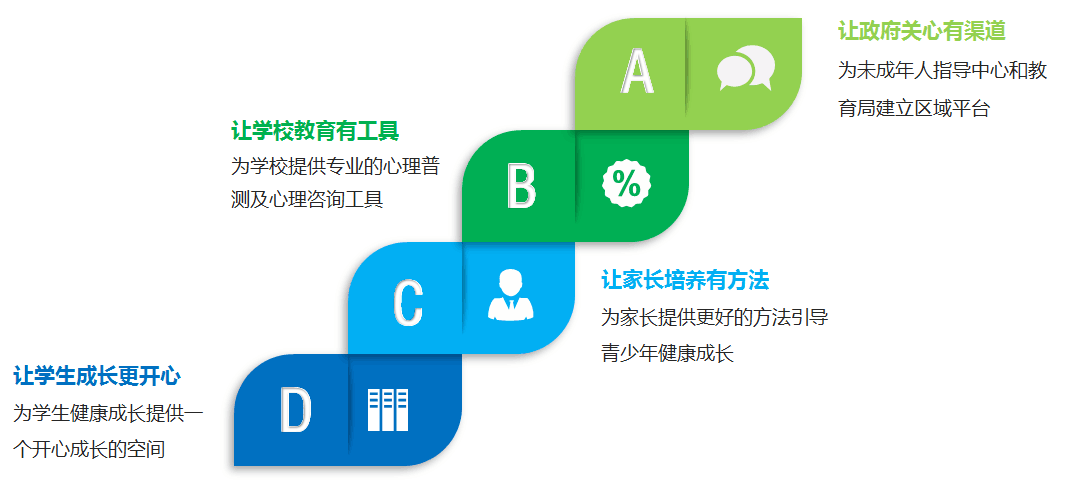 让政府关心有渠道
为未成年人指导中心和教
育局建立区域平台
A
让学校教育有工具
为学校提供专业的心理普
测及心理咨询工具
B
%
让家长培养有方法
为家长提供更好的方法引导
青少年健康成长
C
让学生成长更开心
为学生健康成长提供一
个开心成长的空间
D